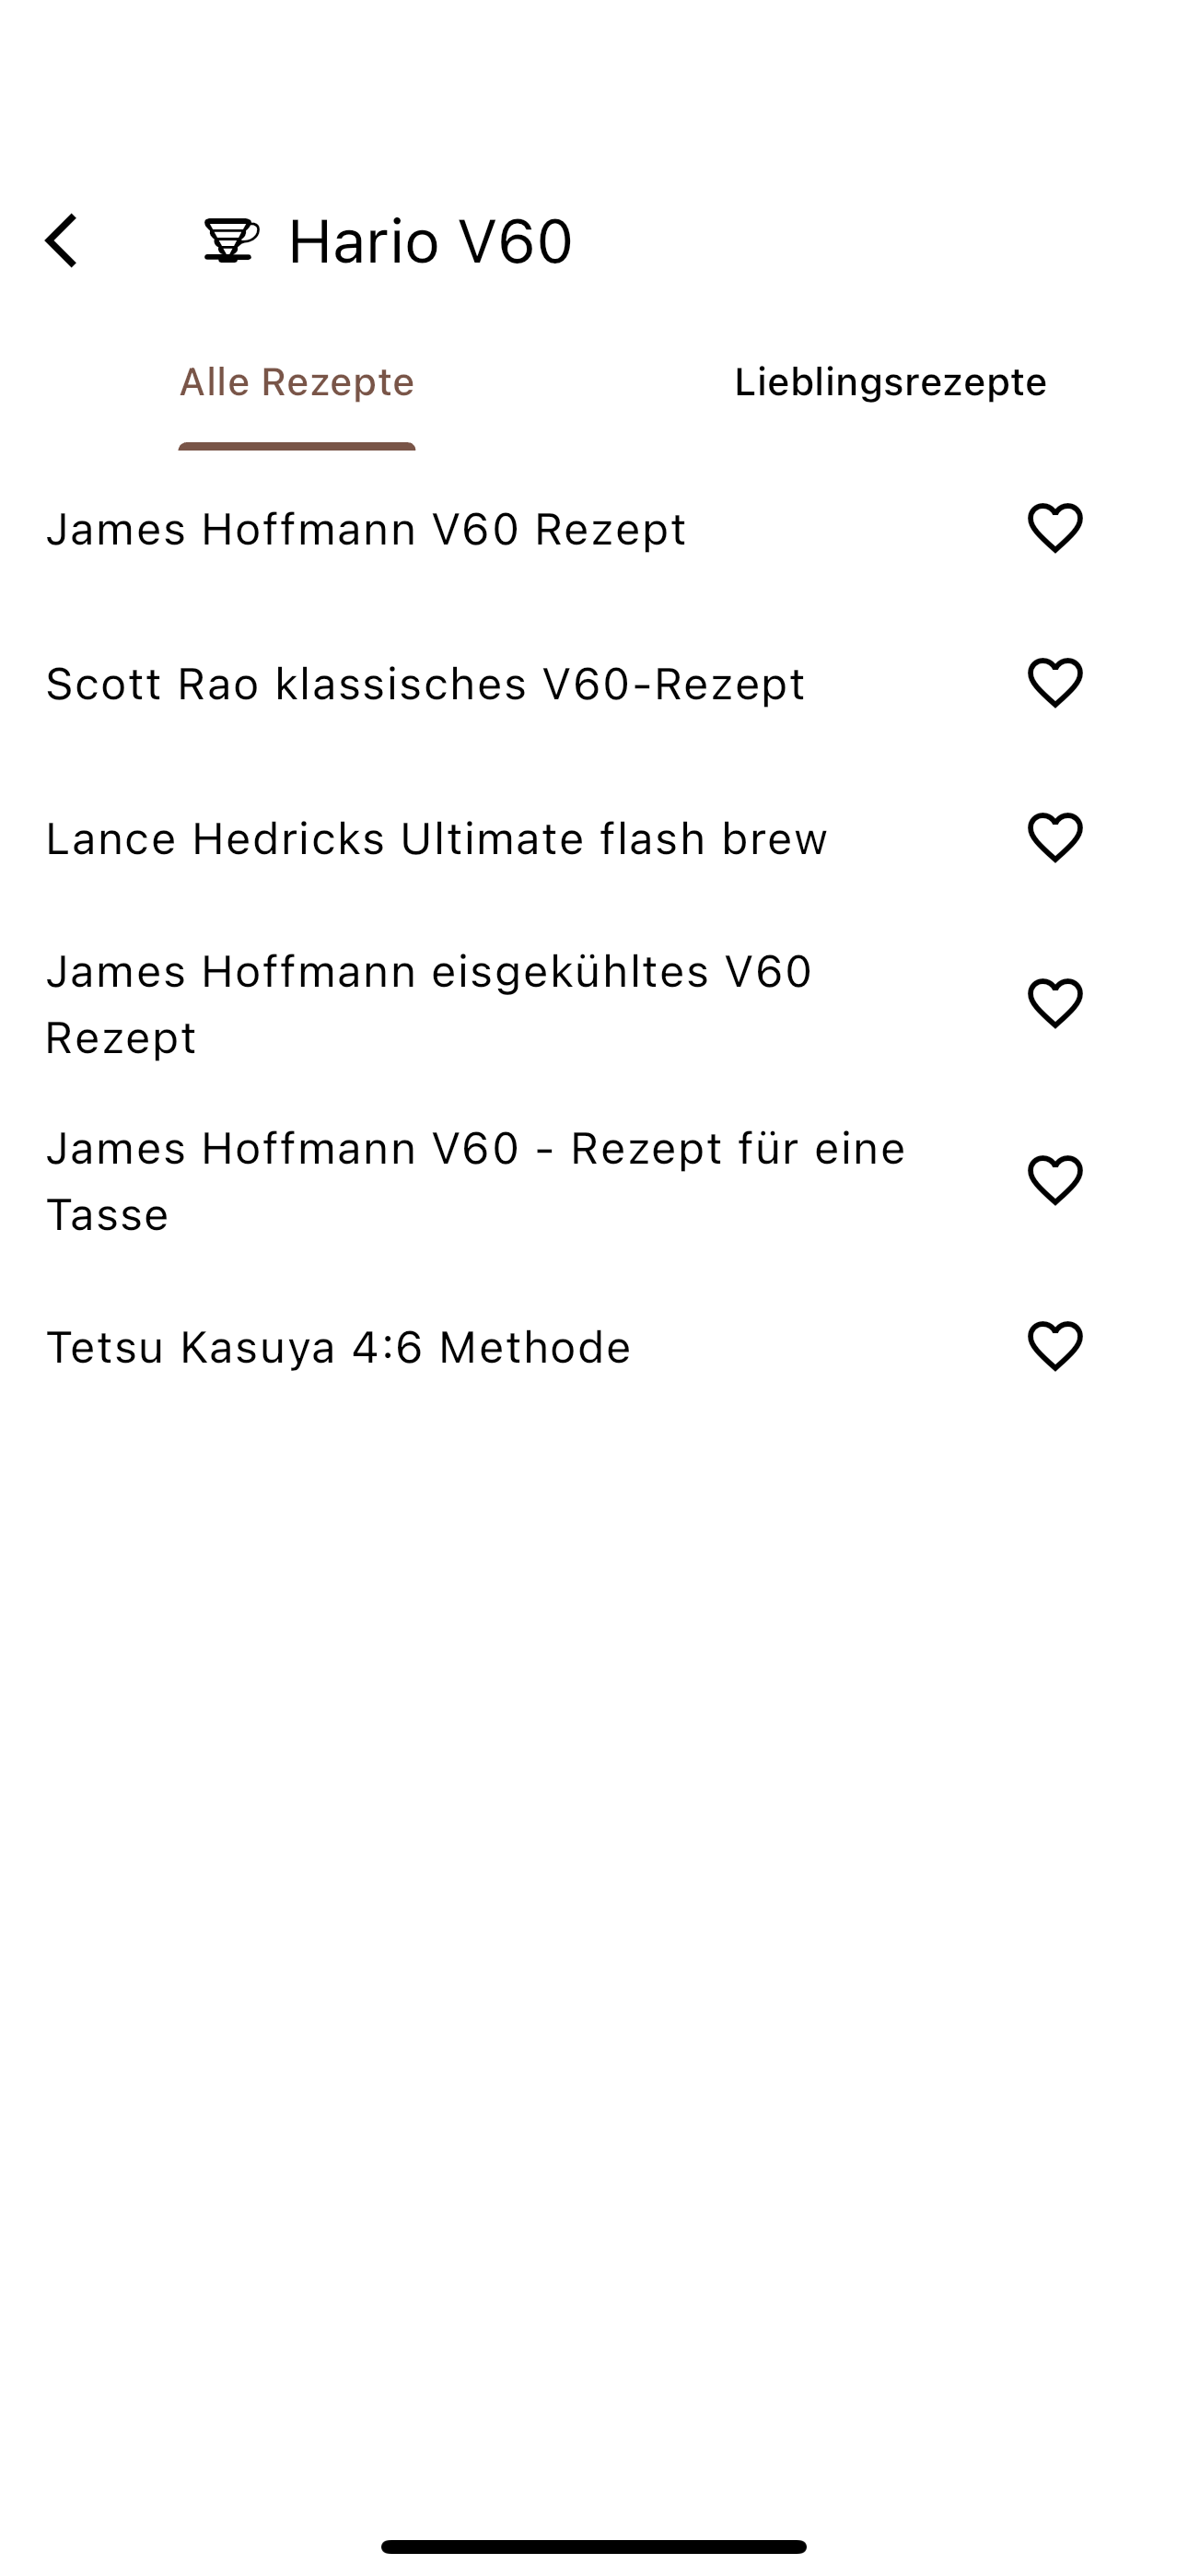 Hario V60
Alle Rezepte
Lieblingsrezepte
James Hoffmann V60 Rezept
Scott Rao klassisches V60-Rezept
Lance Hedricks Ultimate flash brew
James Hoffmann eisgekühltes V60
Rezept
James Hoffmann V60 - Rezept für eine
Tasse
Tetsu Kasuya 4:6 Methode